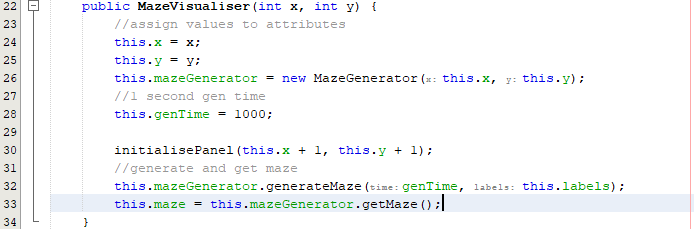 22 public MazeVisualiser(int x, int y) {
23 //assign values to attributes
24 this.x = x;
25 this.y = y;
26 this.mazeGenerator = new MazeGenerator(x: this.x, y: this.y);
27 //1 second gen time
28 this.genTime = 1000;
29
30 initialisePanel(this.x + 1, this.y + 1);
31 //generate and get maze
32 this.mazeGenerator.generateMaze(time: genTime, labels: this.labels);
33 this.maze = this.mazeGenerator.getMaze();
34 }